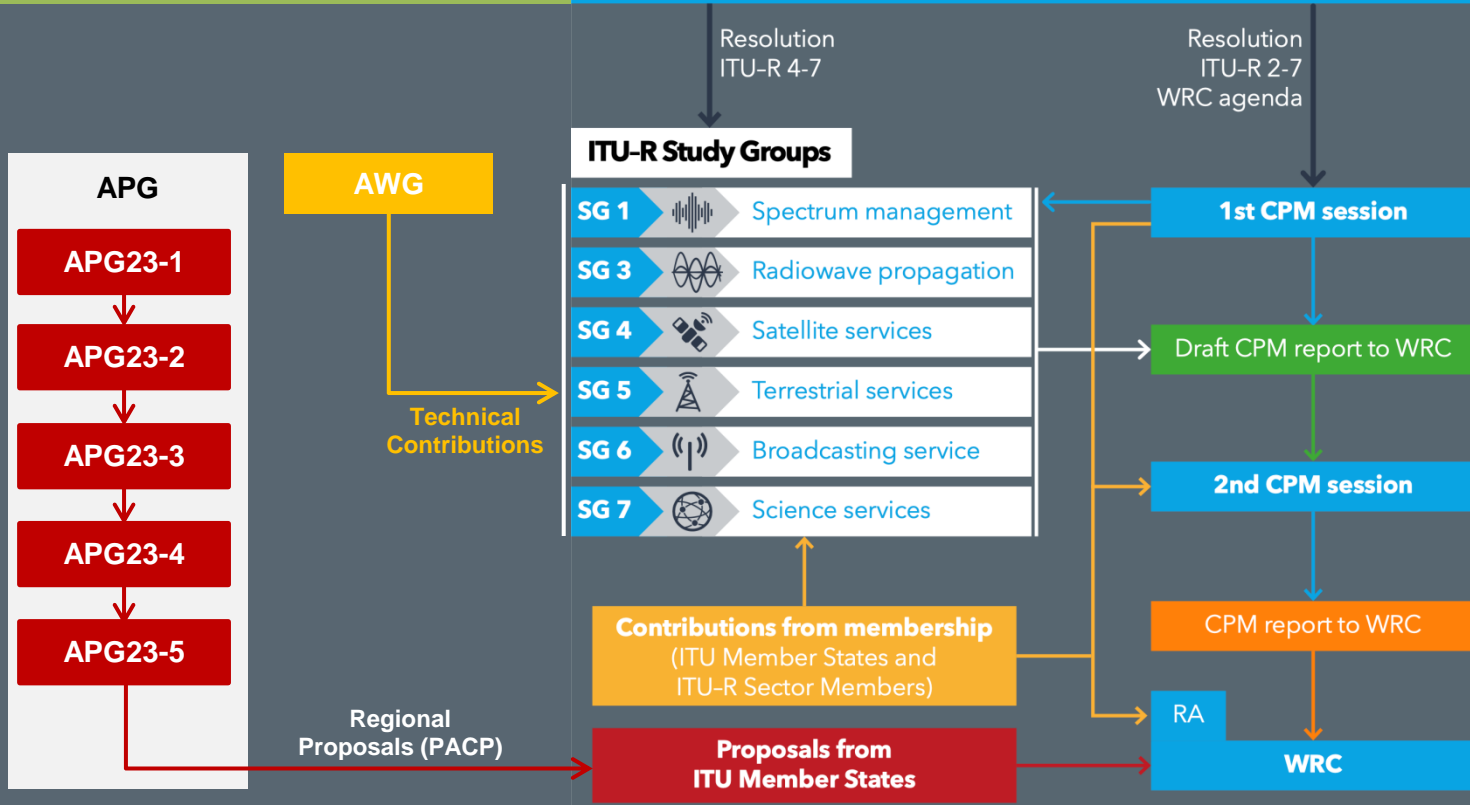 Resolution
ITU-R 4-7
Resolution
ITU-R 2-7
WRC agenda
APG
APG23-1
APG23-2
APG23-3
APG23-4
APG23-5
AWG
Technical
Contributions
ITU-R Study Groups
SG 1 Spectrum management
SG 3 Radiowave propagation
SG 4 Satellite services
SG 5 Terrestrial services
SG 6 Broadcasting service
SG 7 Science services
1st CPM session
Draft CPM report to WRC
2nd CPM session
CPM report to WRC
RA
WRC
Contributions from membership
(ITU Member States and
ITU-R Sector Members)
Regional
Proposals (PACP)
Proposals from
ITU Member States